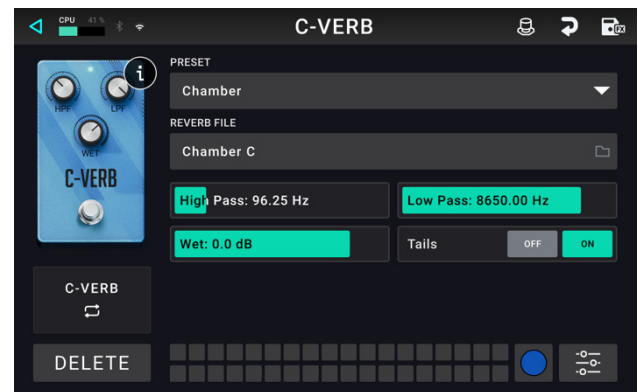 CPU 41 %
C-VERB
i
PRESET
Chamber
REVERB FILE
Chamber C
HPF
LPF
WET
C-VERB
High Pass: 96.25 Hz
Low Pass: 8650.00 Hz
Wet: 0.0 dB
Tails
OFF
ON
C-VERB
DELETE
FX